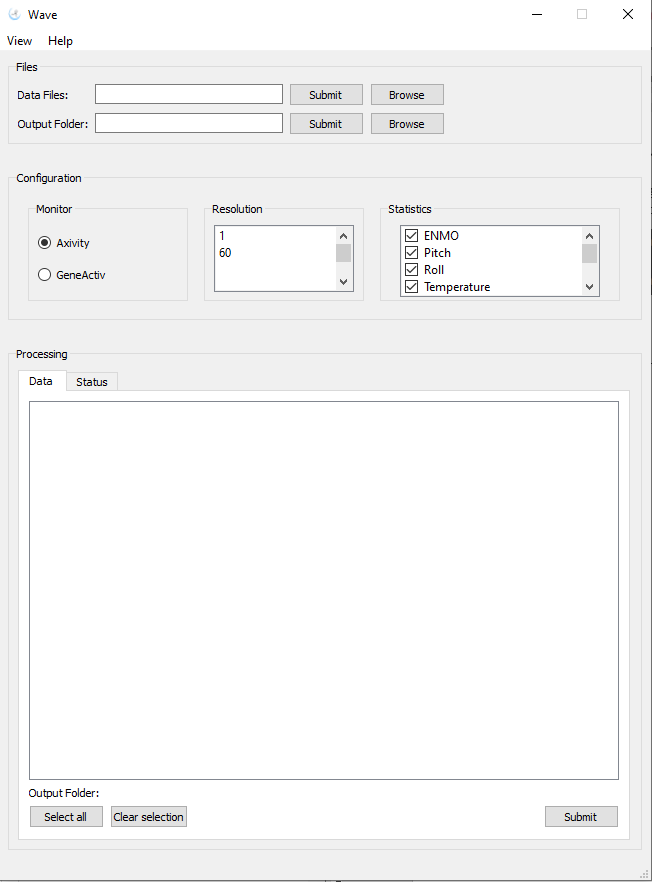 Wave
View Help
Files
Data Files: Submit Browse
Output Folder: Submit Browse
Configuration
Monitor Resolution Statistics
Axivity 1 ENMO
60 Pitch
GeneActiv Roll
Temperature
Processing
Data Status
Output Folder:
Select all Clear selection Submit